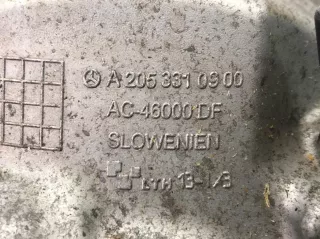 A 205 331 09 00
AC-46000 DF
SLOWENIEN
LTH 13-1/3